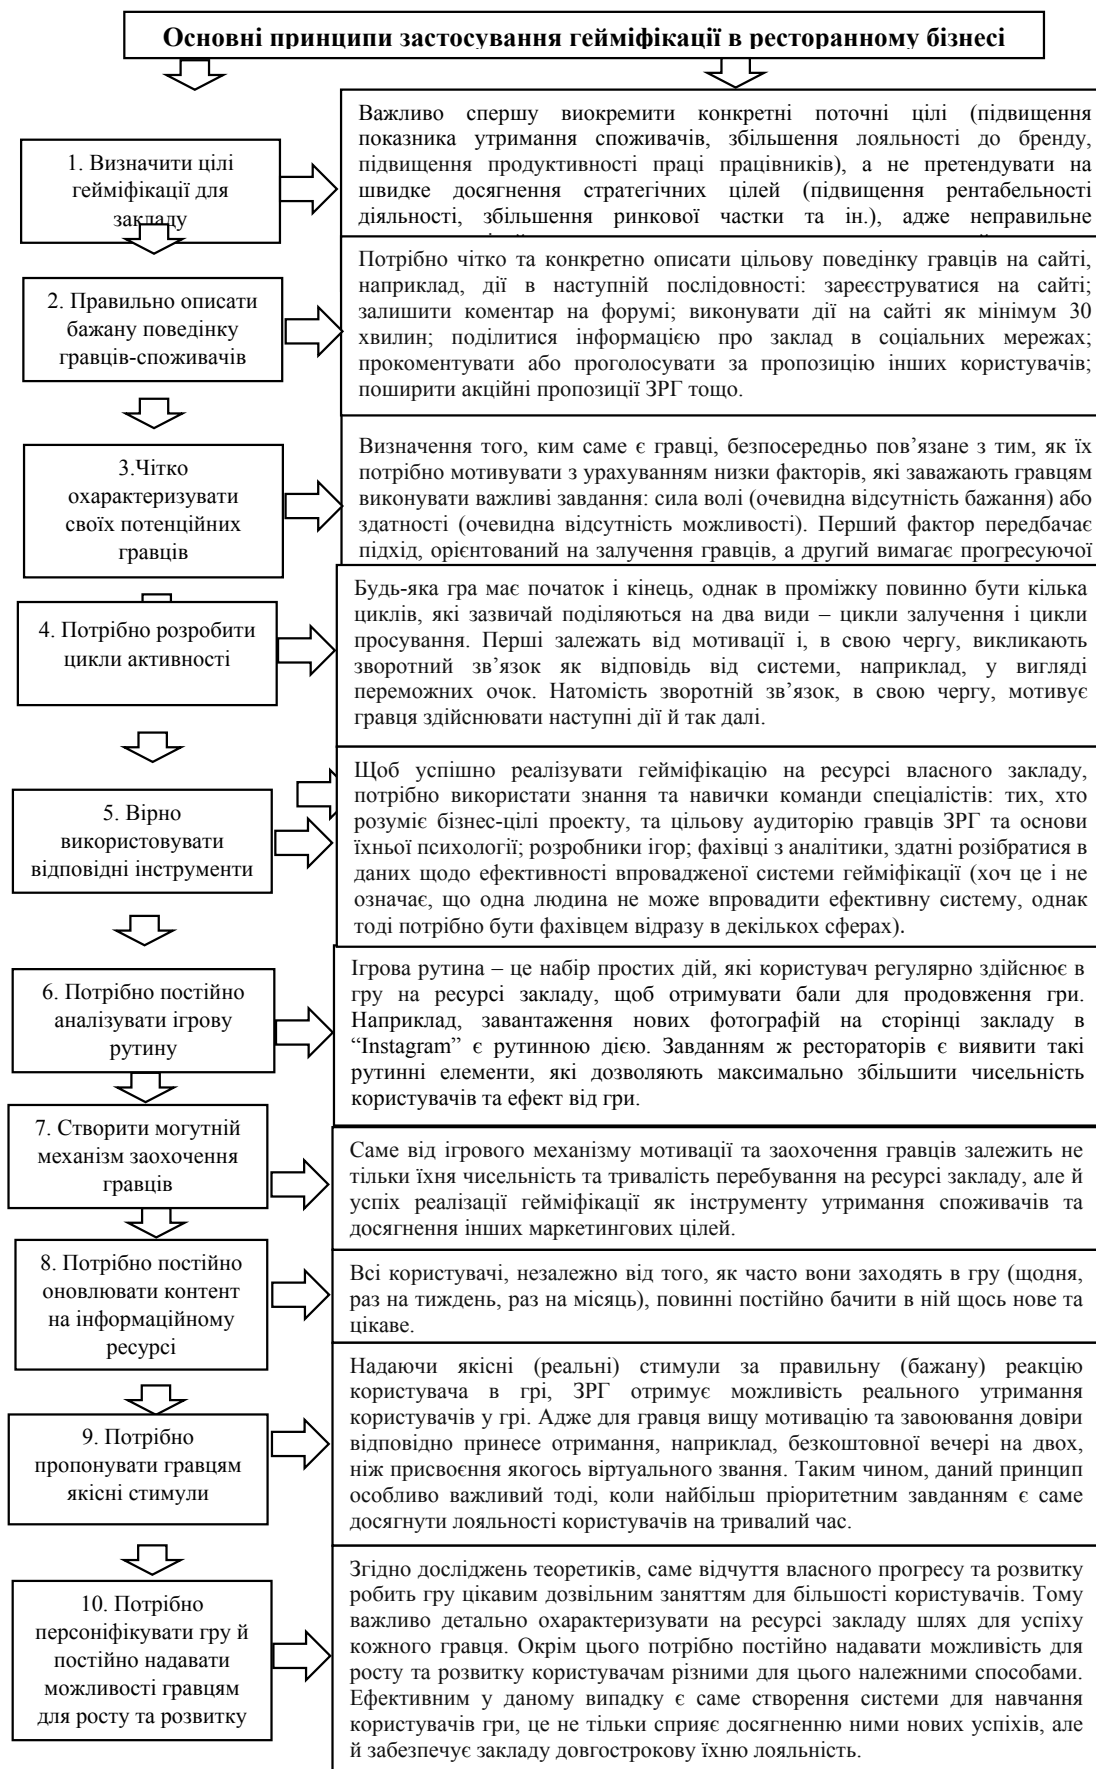 Основні принципи застосування гейміфікації в ресторанному бізнесі
1. Визначити цілі
гейміфікації для
закладу
Важливо спершу виокремити конкретні поточні цілі (підвищення
показника утримання споживачів, збільшення лояльності до бренду,
підвищення продуктивності праці працівників), а не претендувати на
швидке досягнення стратегічних цілей (підвищення рентабельності
діяльності, збільшення ринкової частки та ін.), адже неправильне
2. Правильно описати
бажану поведінку
гравців-споживачів
Потрібно чітко та конкретно описати цільову поведінку гравців на сайті,
наприклад, дії в наступній послідовності: зареєструватися на сайті;
залишити коментар на форумі; виконувати дії на сайті як мінімум 30
хвилин; поділитися інформацією про заклад в соціальних мережах;
прокоментувати або проголосувати за пропозицію інших користувачів;
поширити акційні пропозиції ЗРГ тощо.
3.Чітко
охарактеризувати
своїх потенційних
гравців
Визначення того, ким саме є гравці, безпосередньо пов’язане з тим, як їх
потрібно мотивувати з урахуванням низки факторів, які заважають гравцям
виконувати важливі завдання: сила волі (очевидна відсутність бажання) або
здатності (очевидна відсутність можливості). Перший фактор передбачає
підхід, орієнтований на залучення гравців, а другий вимагає прогресуючої
4. Потрібно розробити
цикли активності
Будь-яка гра має початок і кінець, однак в проміжку повинно бути кілька
циклів, які зазвичай поділяються на два види – цикли залучення і цикли
просування. Перші залежать від мотивації і, в свою чергу, викликають
зворотний зв’язок як відповідь від системи, наприклад, у вигляді
переможних очок. Натомість зворотній зв’язок, в свою чергу, мотивує
гравця здійснювати наступні дії й так далі.
5. Вірно
використовувати
відповідні інструменти
Щоб успішно реалізувати гейміфікацію на ресурсі власного закладу,
потрібно використати знання та навички команди спеціалістів: тих, хто
розуміє бізнес-цілі проекту, та цільову аудиторію гравців ЗРГ та основи
їхньої психології; розробники ігор; фахівці з аналітики, здатні розібратися в
даних щодо ефективності впровадженої системи гейміфікації (хоч це і не
означає, що одна людина не може впровадити ефективну систему, однак
тоді потрібно бути фахівцем відразу в декількох сферах).
6. Потрібно постійно
аналізувати ігрову
рутину
Ігрова рутина – це набір простих дій, які користувач регулярно здійснює в
гру на ресурсі закладу, щоб отримувати бали для продовження гри.
Наприклад, завантаження нових фотографій на сторінці закладу в
“Instagram” є рутинною дією. Завданням ж рестораторів є виявити такі
рутинні елементи, які дозволяють максимально збільшити чисельність
користувачів та ефект від гри.
7. Створити могутній
механізм заохочення
гравців
Саме від ігрового механізму мотивації та заохочення гравців залежить не
тільки їхня чисельність та тривалість перебування на ресурсі закладу, але й
успіх реалізації гейміфікації як інструменту утримання споживачів та
досягнення інших маркетингових цілей.
8. Потрібно постійно
оновлювати контент
на інформаційному
ресурсі
Всі користувачі, незалежно від того, як часто вони заходять в гру (щодня,
раз на тиждень, раз на місяць), повинні постійно бачити в ній щось нове та
цікаве.
9. Потрібно
пропонувати гравцям
якісні стимули
Надаючи якісні (реальні) стимули за правильну (бажану) реакцію
користувача в грі, ЗРГ отримує можливість реального утримання
користувачів у грі. Адже для гравця вищу мотивацію та завоювання довіри
відповідно принесе отримання, наприклад, безкоштовної вечері на двох,
ніж присвоєння якогось віртуального звання. Таким чином, даний принцип
особливо важливий тоді, коли найбільш пріоритетним завданням є саме
досягнути лояльності користувачів на тривалий час.
10. Потрібно
персоніфікувати гру й
постійно надавати
можливості гравцям
для росту та розвитку
Згідно досліджень теоретиків, саме відчуття власного прогресу та розвитку
робить гру цікавим дозвільним заняттям для більшості користувачів. Тому
важливо детально охарактеризувати на ресурсі закладу шлях для успіху
кожного гравця. Окрім цього потрібно постійно надавати можливість для
росту та розвитку користувачам різними для цього належними способами.
Ефективним у даному випадку є саме створення системи для навчання
користувачів гри, це не тільки сприяє досягненню ними нових успіхів, але
й забезпечує закладу довгострокову їхню лояльність.